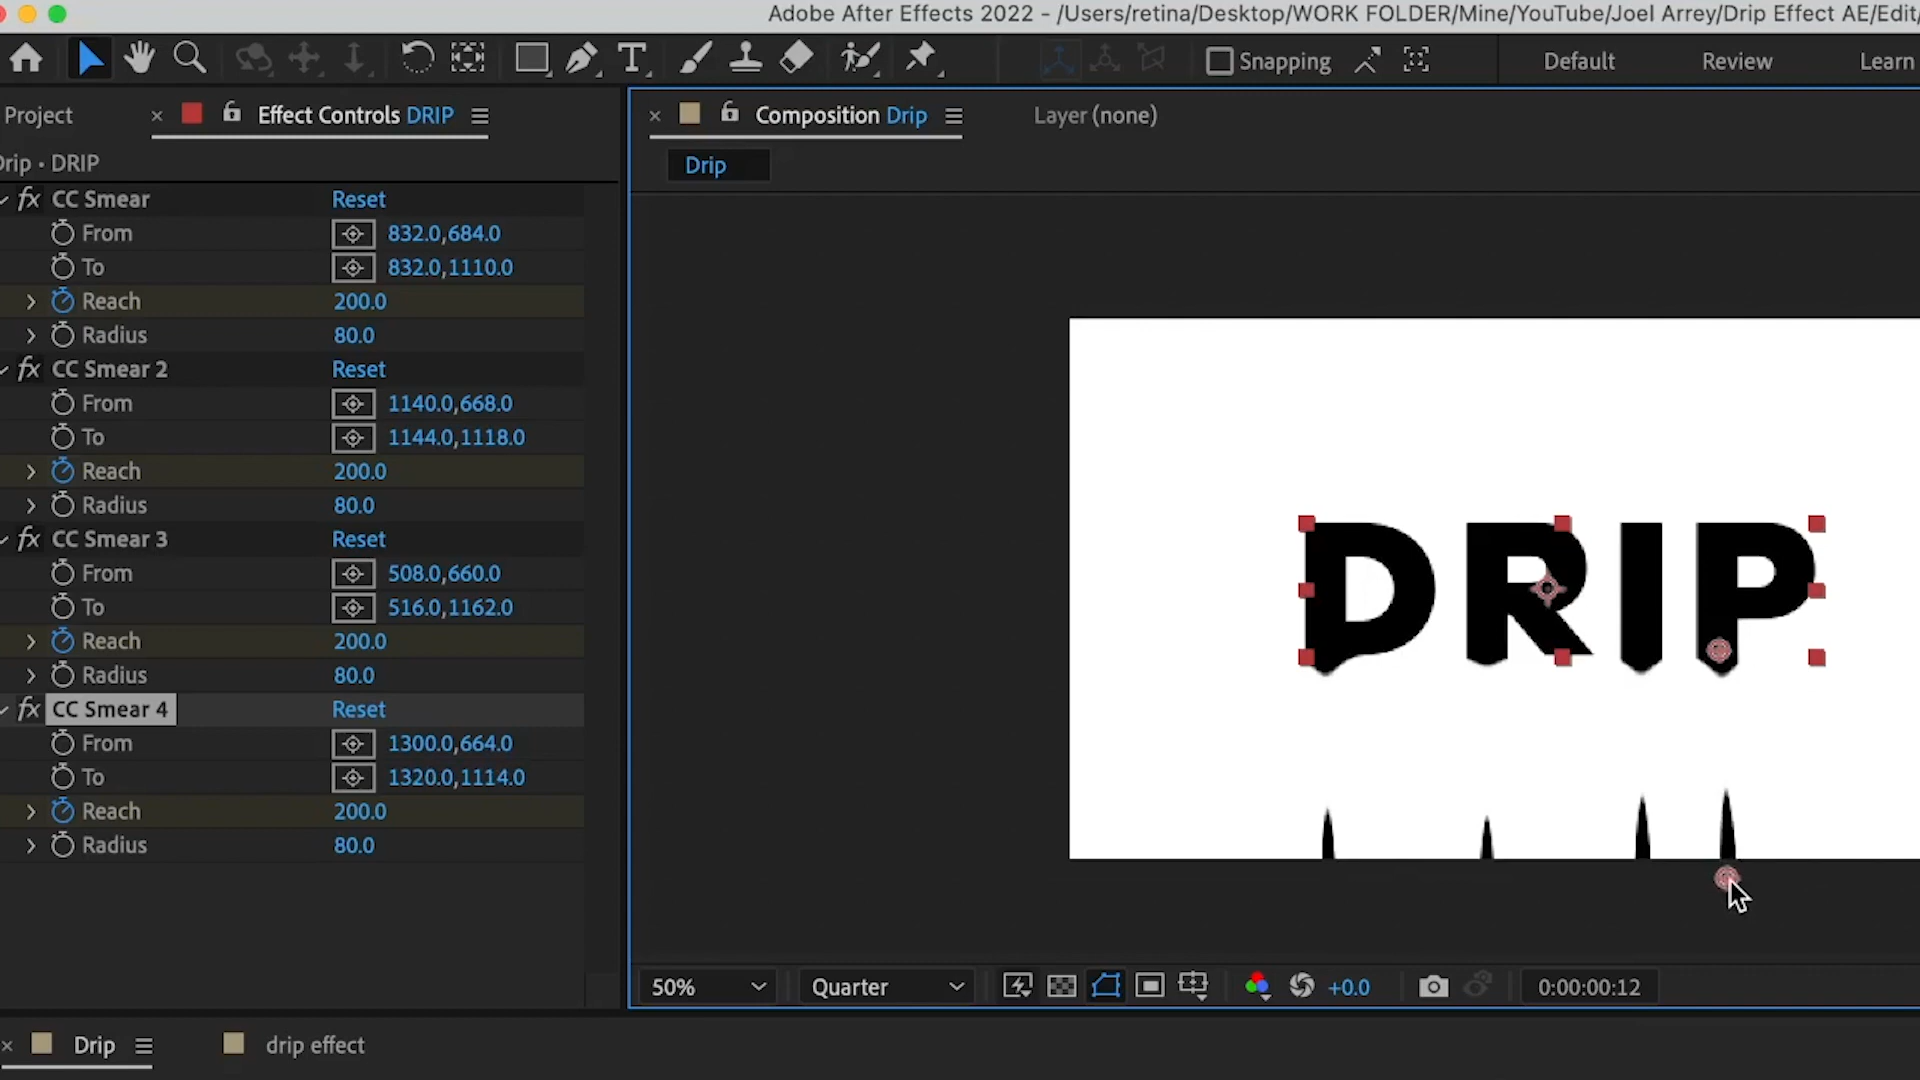 Adobe After Effects 2022 - /Users/retina/Desktop/WORK FOLDER/Mine/YouTube/Joel Arrey/Drip Effect AE/Edit/
Snapping
Default
Review
Learn
Project
Effect Controls DRIP
Composition Drip
Layer (none)
Drip • DRIP
Drip
fx CC Smear Reset
From 832.0,684.0
To 832.0,1110.0
Reach 200.0
Radius 80.0
fx CC Smear 2 Reset
From 1140.0,668.0
To 1144.0,1118.0
Reach 200.0
Radius 80.0
fx CC Smear 3 Reset
From 508.0,660.0
To 516.0,1162.0
Reach 200.0
Radius 80.0
fx CC Smear 4 Reset
From 1300.0,664.0
To 1320.0,1114.0
Reach 200.0
Radius 80.0
DRIP
50%
Quarter
+0.0
0:00:00:12
Drip
drip effect